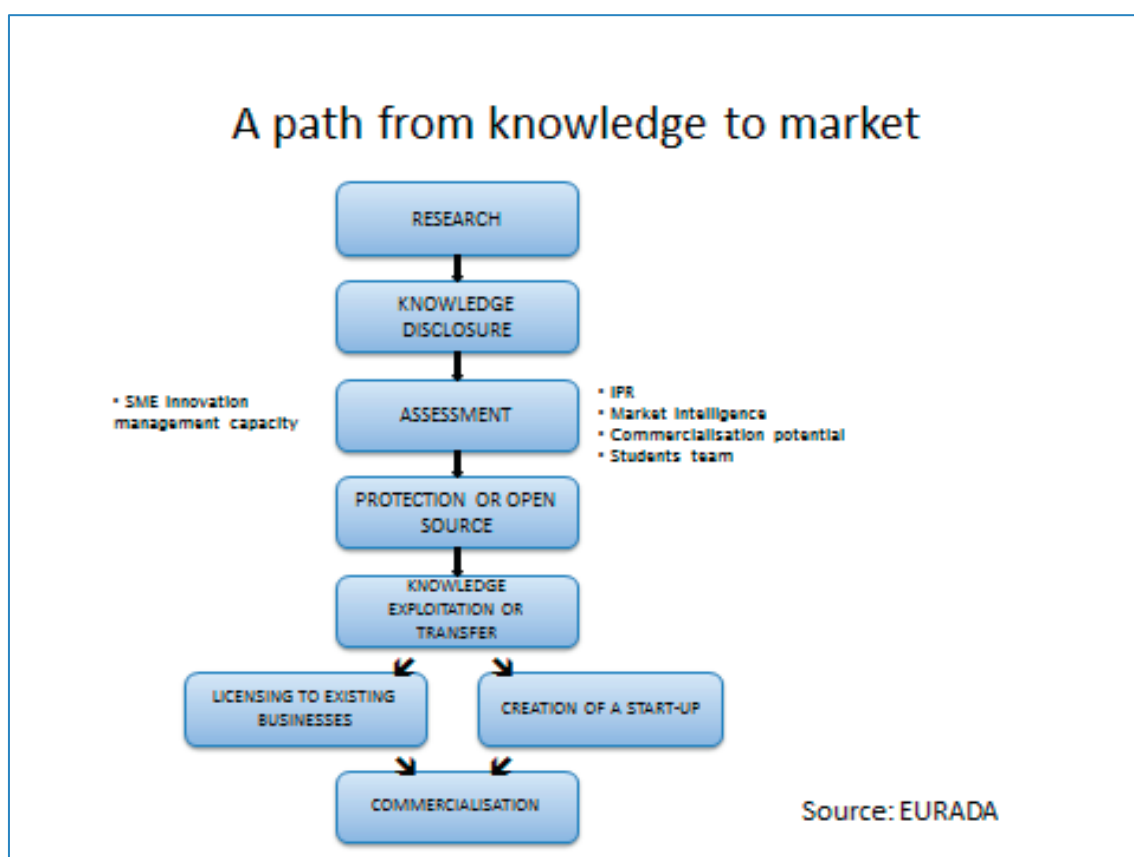 A path from knowledge to market
RESEARCH
KNOWLEDGE
DISCLOSURE
▪ SME Innovation
management capacity
ASSESSMENT
▪ IPR
▪ Market Intelligence
▪ Commercialisation potential
▪ Students team
PROTECTION OR OPEN
SOURCE
KNOWLEDGE
EXPLOITATION OR
TRANSFER
LICENSING TO EXISTING
BUSINESSES
CREATION OF A START-UP
COMMERCIALISATION
Source: EURADA